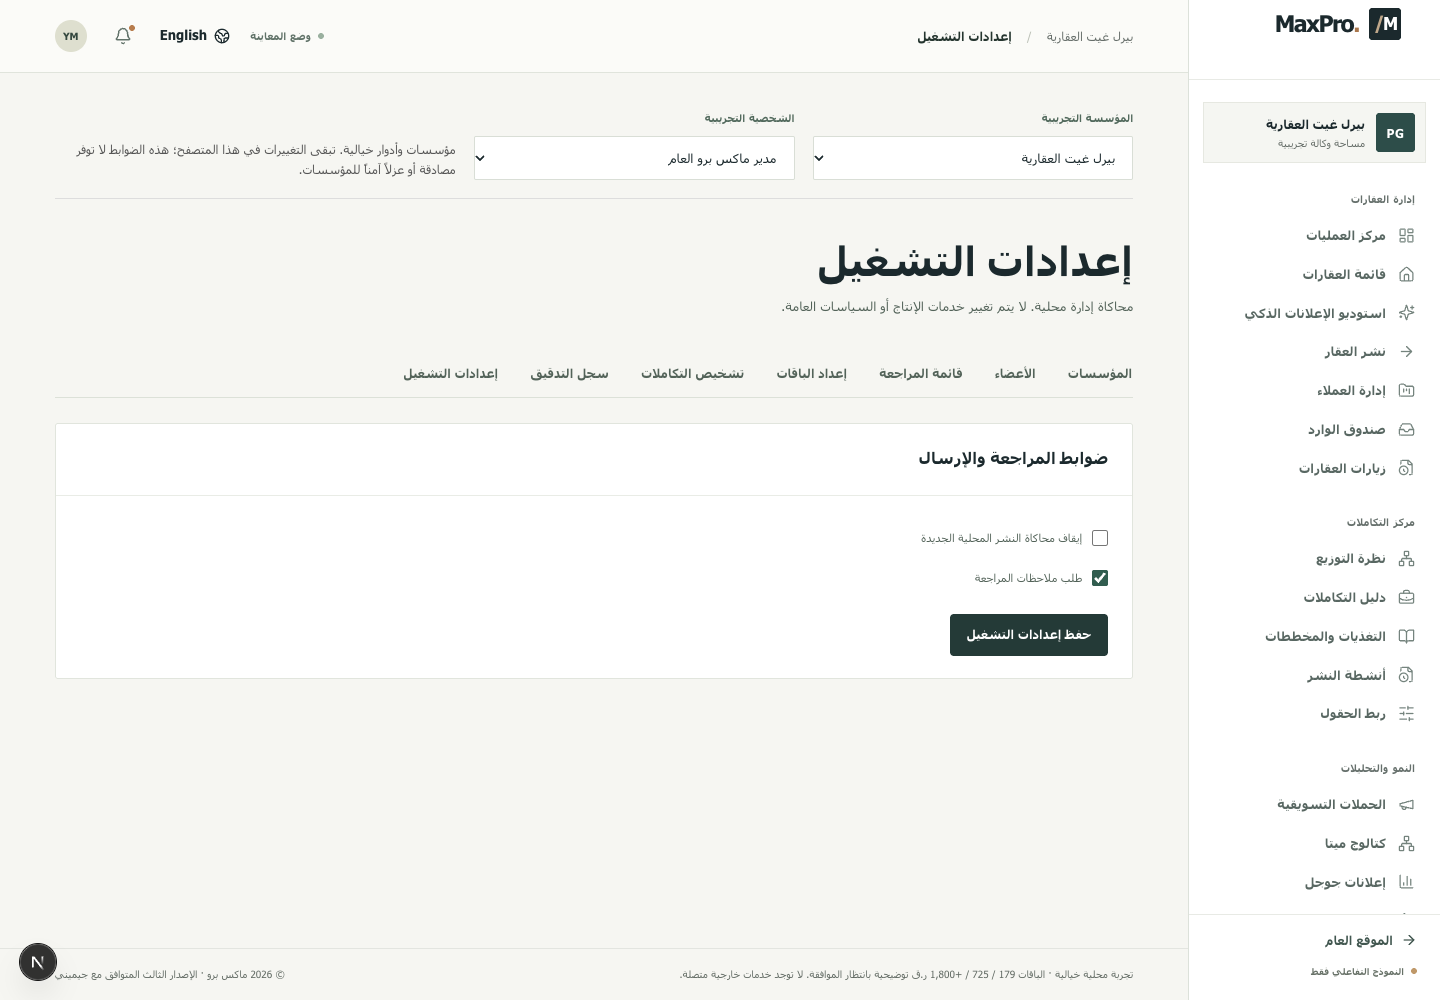 /M MaxPro.
PG بيرل غيت العقارية
مساحة وكالة تجريبية
إدارة العقارات
مركز العمليات
قائمة العقارات
استوديو الإعلانات الذكي
نشر العقار
إدارة العملاء
صندوق الوارد
زيارات العقارات
مركز التكاملات
نظرة التوزيع
دليل التكاملات
التغذيات والمخططات
أنشطة النشر
ربط الحقول
النمو والتحليلات
الحملات التسويقية
كتالوج ميتا
إعلانات جوجل
الموقع العام
النموذج التفاعلي فقط
بيرل غيت العقارية / إعدادات التشغيل
وضع المعاينة
English
YM
المؤسسة التجريبية
بيرل غيت العقارية
الشخصية التجريبية
مدير ماكس برو العام
مؤسسات وأدوار خيالية. تبقى التغييرات في هذا المتصفح؛ هذه الضوابط لا توفر
مصادقة أو عزلاً آمناً للمؤسسات.
إعدادات التشغيل
محاكاة إدارة محلية. لا يتم تغيير خدمات الإنتاج أو السياسات العامة.
المؤسسات الأعضاء قائمة المراجعة إعداد الباقات تشخيص التكاملات سجل التدقيق إعدادات التشغيل
ضوابط المراجعة والإرسال
إيقاف محاكاة النشر المحلية الجديدة
طلب ملاحظات المراجعة
حفظ إعدادات التشغيل
تجربة محلية خيالية · الباقات 179 / 725 / +1,800 ر.ق توضيحية بانتظار الموافقة. لا توجد خدمات خارجية متصلة.
© 2026 ماكس برو · الإصدار الثالث المتوافق مع جيميني
N